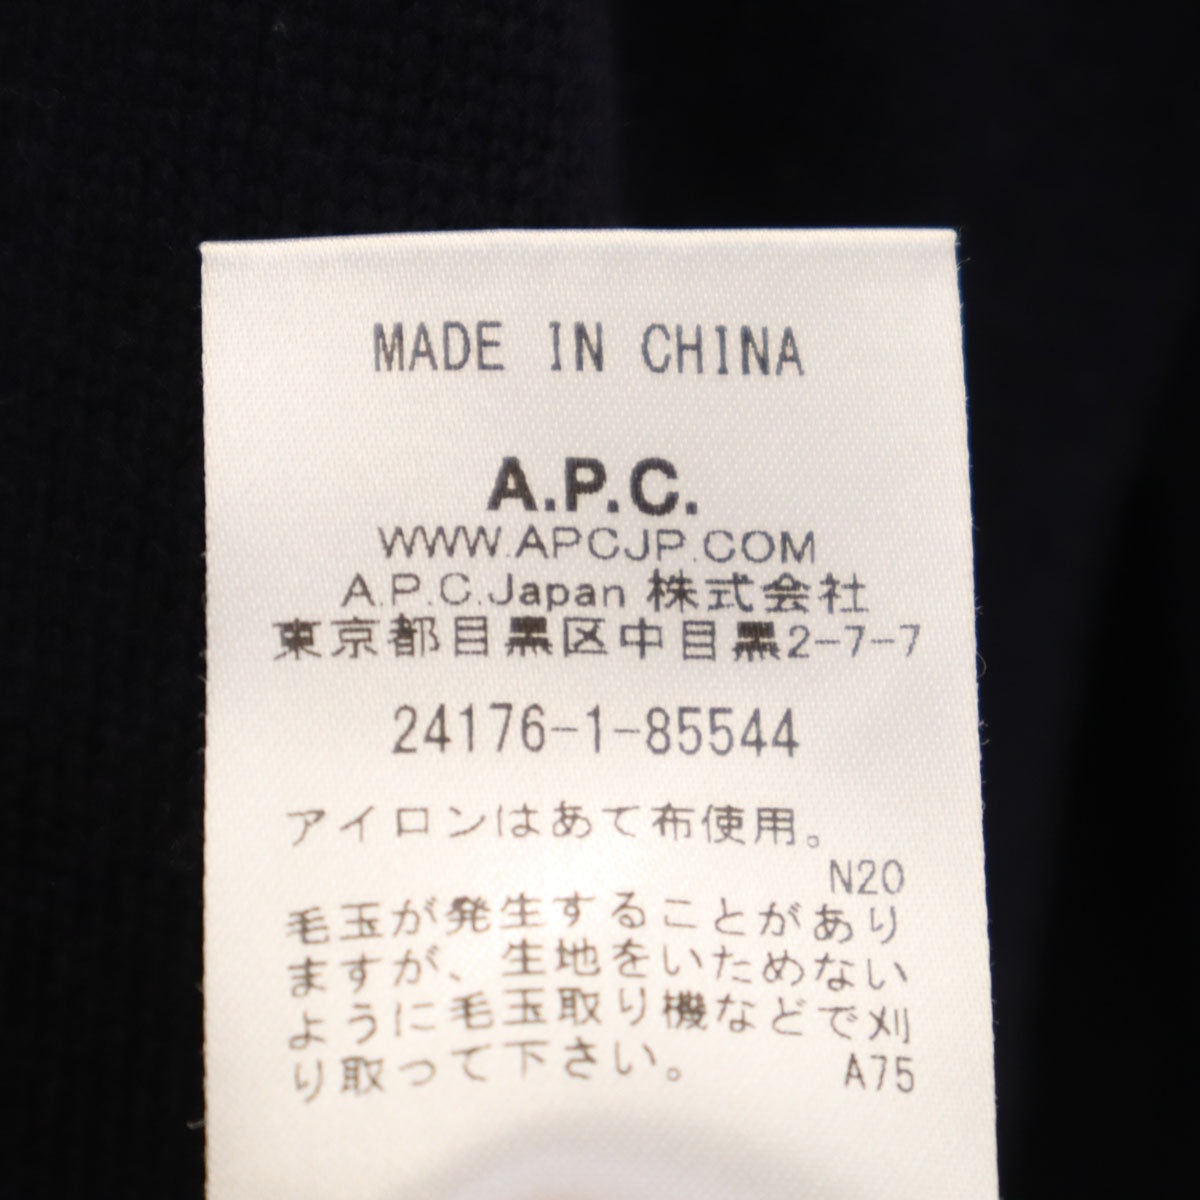 MADE IN CHINA
A.P.C.
WWW.APCJP.COM
A.P.C.Japan 株式会社
東京都目黒区中目黒2-7-7
24176-1-85544
アイロンはあて布使用。
N20
毛玉が発生することがあり
ますが、生地をいためない
ように毛玉取り機などで刈
り取って下さい。
A75